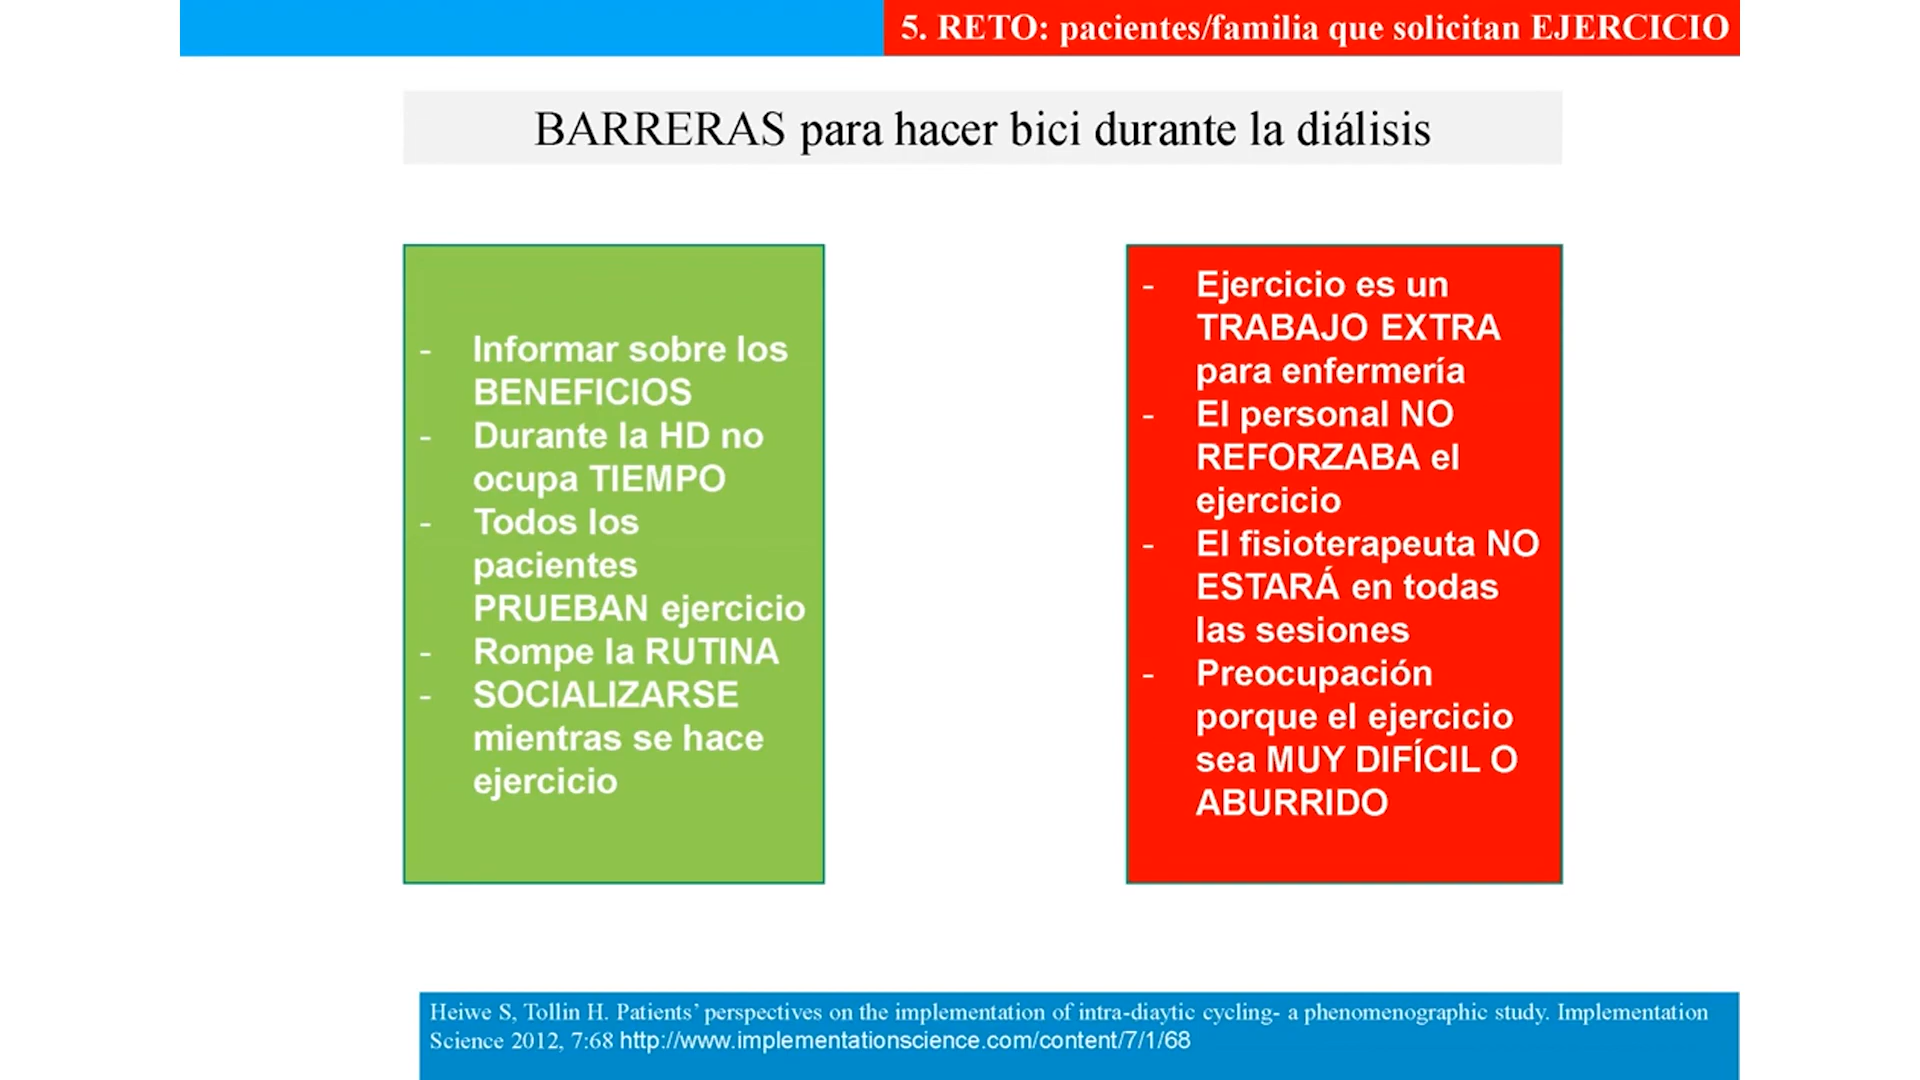 5. RETO: pacientes/familia que solicitan EJERCICIO
BARRERAS para hacer bici durante la diálisis
- Informar sobre los
BENEFICIOS
- Durante la HD no
ocupa TIEMPO
- Todos los
pacientes
PRUEBAN ejercicio
- Rompe la RUTINA
- SOCIALIZARSE
mientras se hace
ejercicio
- Ejercicio es un
TRABAJO EXTRA
para enfermería
- El personal NO
REFORZABA el
ejercicio
- El fisioterapeuta NO
ESTARÁ en todas
las sesiones
- Preocupación
porque el ejercicio
sea MUY DIFÍCIL O
ABURRIDO
Heiwe S, Tollin H. Patients’ perspectives on the implementation of intra-diaytic cycling- a phenomenographic study. Implementation
Science 2012, 7:68 http://www.implementationscience.com/content/7/1/68